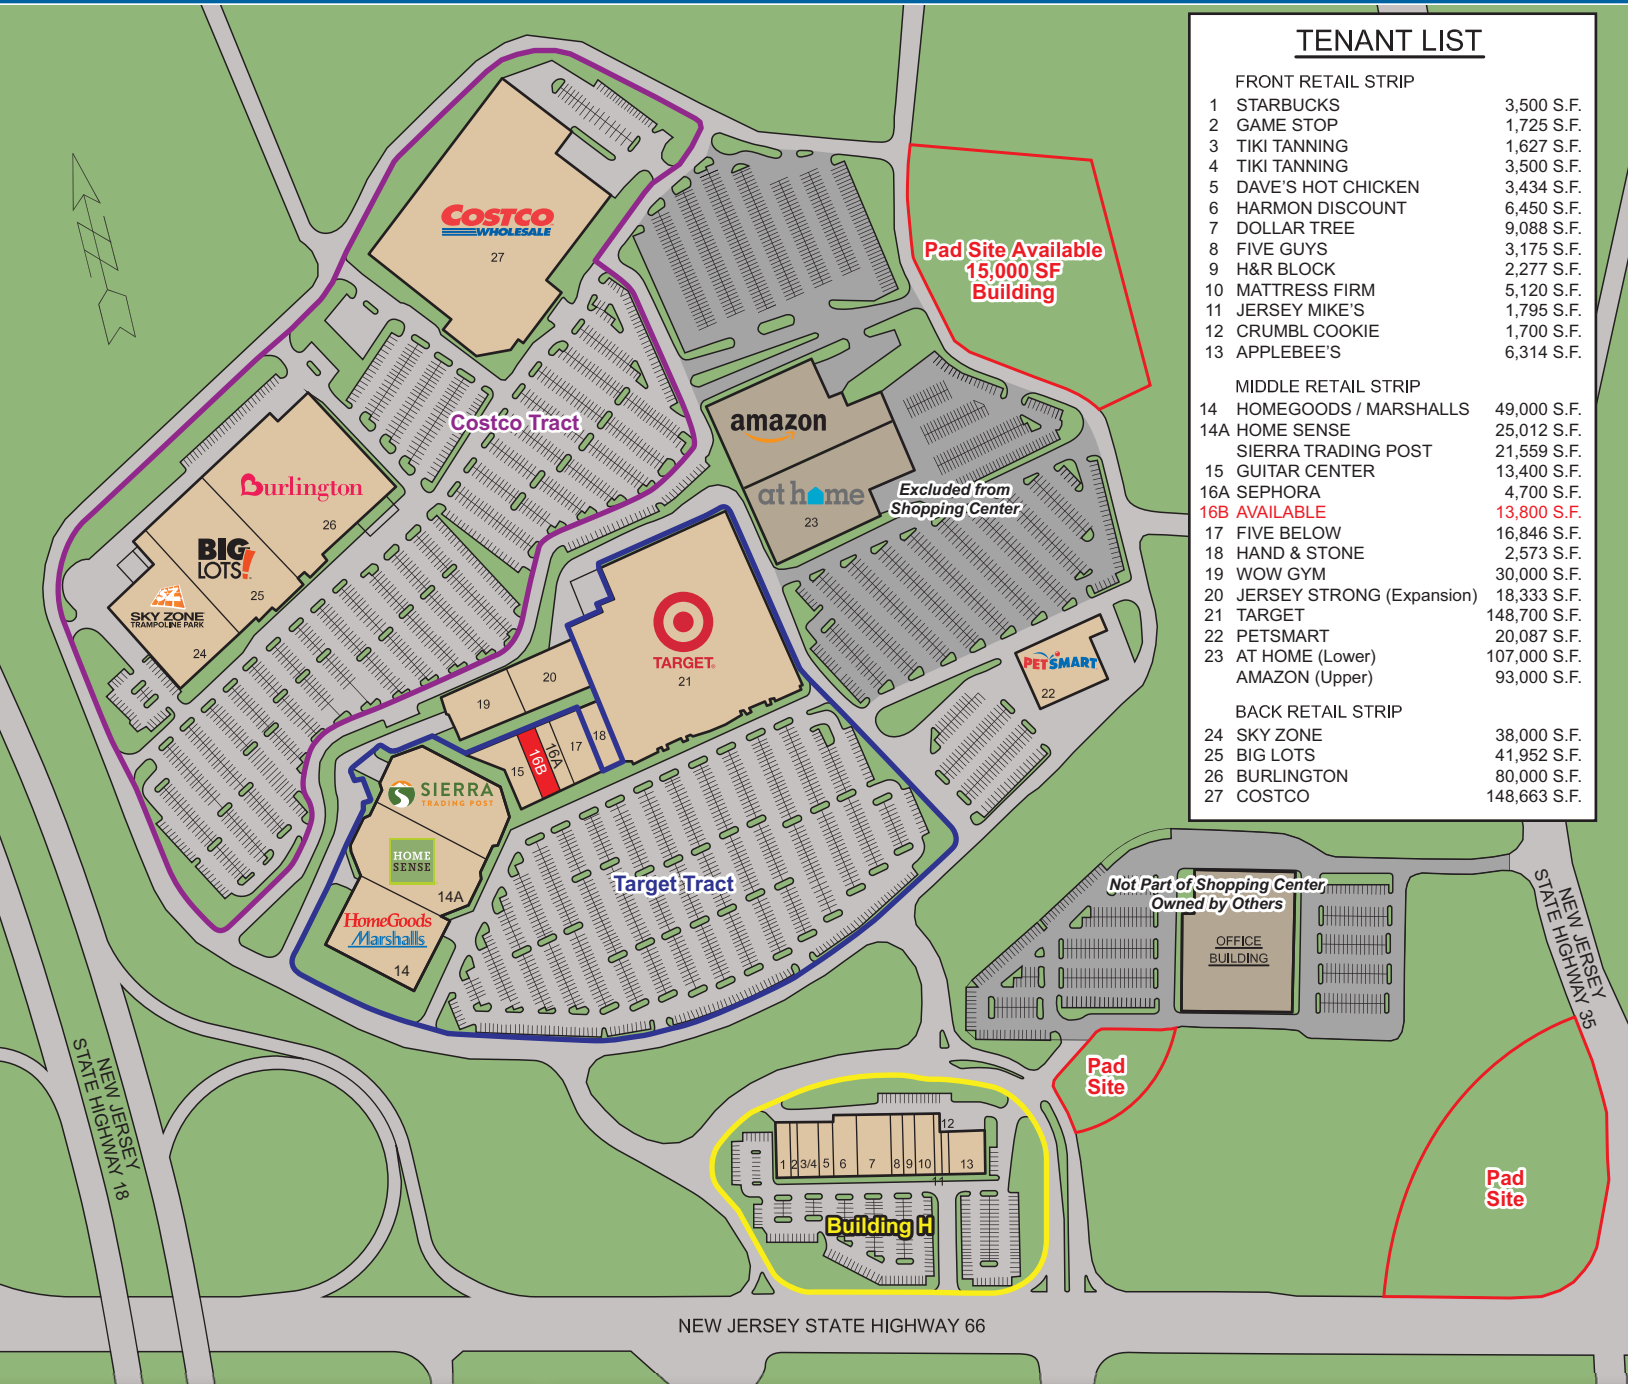 TENANT LIST
FRONT RETAIL STRIP
1 STARBUCKS 3,500 S.F.
2 GAME STOP 1,725 S.F.
3 TIKI TANNING 1,627 S.F.
4 TIKI TANNING 3,500 S.F.
5 DAVE'S HOT CHICKEN 3,434 S.F.
6 HARMON DISCOUNT 6,450 S.F.
7 DOLLAR TREE 9,088 S.F.
8 FIVE GUYS 3,175 S.F.
9 H&R BLOCK 2,277 S.F.
10 MATTRESS FIRM 5,120 S.F.
11 JERSEY MIKE'S 1,795 S.F.
12 CRUMBL COOKIE 1,700 S.F.
13 APPLEBEE'S 6,314 S.F.
MIDDLE RETAIL STRIP
14 HOMEGOODS / MARSHALLS 49,000 S.F.
14A HOME SENSE 25,012 S.F.
SIERRA TRADING POST 21,559 S.F.
15 GUITAR CENTER 13,400 S.F.
16A SEPHORA 4,700 S.F.
16B AVAILABLE 13,800 S.F.
17 FIVE BELOW 16,846 S.F.
18 HAND & STONE 2,573 S.F.
19 WOW GYM 30,000 S.F.
20 JERSEY STRONG (Expansion) 18,333 S.F.
21 TARGET 148,700 S.F.
22 PETSMART 20,087 S.F.
23 AT HOME (Lower) 107,000 S.F.
AMAZON (Upper) 93,000 S.F.
BACK RETAIL STRIP
24 SKY ZONE 38,000 S.F.
25 BIG LOTS 41,952 S.F.
26 BURLINGTON 80,000 S.F.
27 COSTCO 148,663 S.F.
COSTCO
WHOLESALE
27
Pad Site Available
15,000 SF
Building
Costco Tract
amazon
at home
23
Excluded from
Shopping Center
Burlington
26
BIG
LOTS!
25
SKY ZONE
TRAMPOLINE PARK
24
TARGET
21
PETSMART
22
20
19
18
17
16A
16B
15
SIERRA
TRADING POST
HOME
SENSE
14A
HomeGoods
Marshalls
14
Target Tract
Not Part of Shopping Center
Owned by Others
OFFICE
BUILDING
NEW JERSEY
STATE HIGHWAY 35
Pad
Site
Pad
Site
NEW JERSEY
STATE HIGHWAY 18
12
1 2 3/4 5 6 7 8 9 10 13
11
Building H
NEW JERSEY STATE HIGHWAY 66